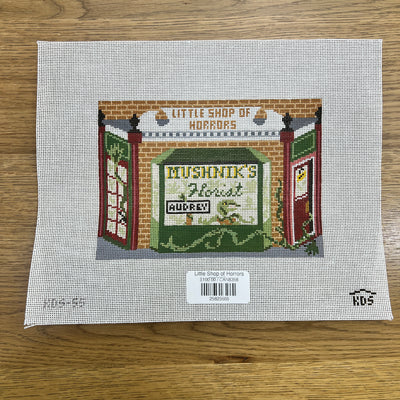 LITTLE SHOP OF
HORRORS
MUSHNIK'S
Florist
AUDREY
Little Shop of Horrors
KDS-55
KDS